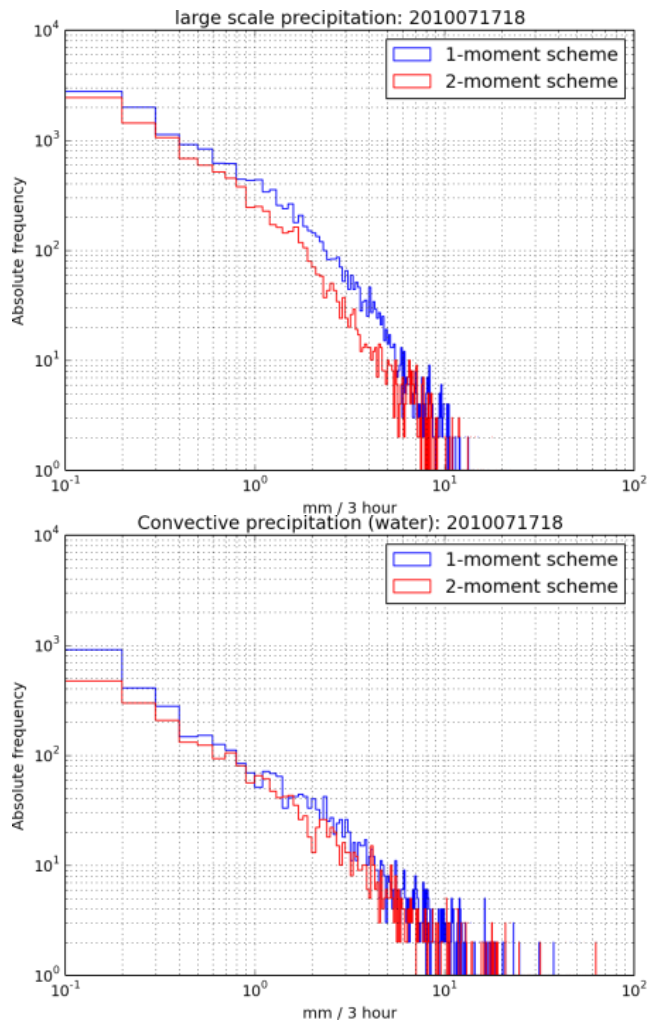 large scale precipitation: 2010071718
10^4
1-moment scheme
2-moment scheme
10^3
Absolute frequency
10^2
10^1
10^0
10^-1 10^0 10^1 10^2
mm / 3 hour
Convective precipitation (water): 2010071718
10^4
1-moment scheme
2-moment scheme
10^3
Absolute frequency
10^2
10^1
10^0
10^-1 10^0 10^1 10^2
mm / 3 hour